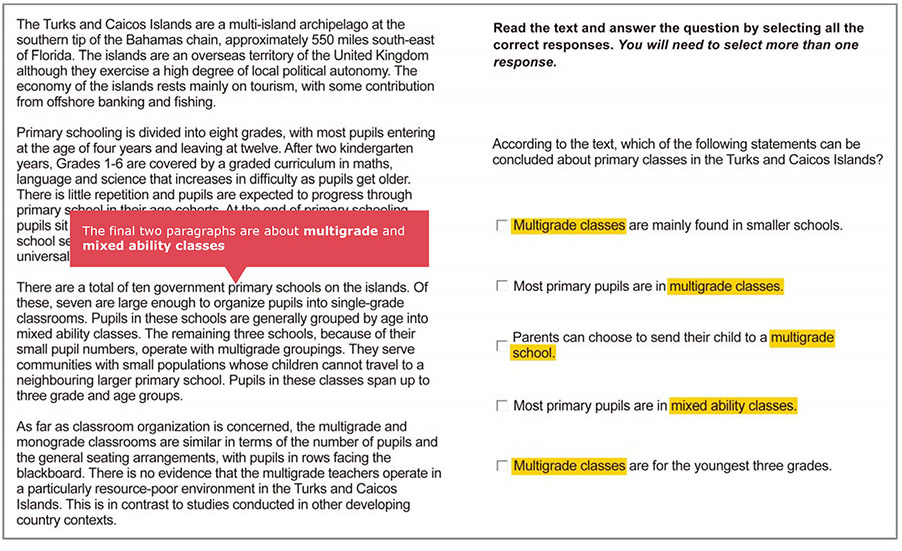 The Turks and Caicos Islands are a multi-island archipelago at the
southern tip of the Bahamas chain, approximately 550 miles south-east
of Florida. The islands are an overseas territory of the United Kingdom
although they exercise a high degree of local political autonomy. The
economy of the islands rests mainly on tourism, with some contribution
from offshore banking and fishing.
Primary schooling is divided into eight grades, with most pupils entering
at the age of four years and leaving at twelve. After two kindergarten
years, Grades 1-6 are covered by a graded curriculum in maths,
language and science that increases in difficulty as pupils get older.
There is little repetition and pupils are expected to progress through
primary school in their age cohorts. At the end of primary schooling
pupils sit
school se
universal
The final two paragraphs are about multigrade and
mixed ability classes
There are a total of ten government primary schools on the islands. Of
these, seven are large enough to organize pupils into single-grade
classrooms. Pupils in these schools are generally grouped by age into
mixed ability classes. The remaining three schools, because of their
small pupil numbers, operate with multigrade groupings. They serve
communities with small populations whose children cannot travel to a
neighbouring larger primary school. Pupils in these classes span up to
three grade and age groups.
As far as classroom organization is concerned, the multigrade and
monograde classrooms are similar in terms of the number of pupils and
the general seating arrangements, with pupils in rows facing the
blackboard. There is no evidence that the multigrade teachers operate in
a particularly resource-poor environment in the Turks and Caicos
Islands. This is in contrast to studies conducted in other developing
country contexts.
Read the text and answer the question by selecting all the
correct responses. You will need to select more than one
response.
According to the text, which of the following statements can be
concluded about primary classes in the Turks and Caicos Islands?
Multigrade classes are mainly found in smaller schools.
Most primary pupils are in multigrade classes.
Parents can choose to send their child to a multigrade
school.
Most primary pupils are in mixed ability classes.
Multigrade classes are for the youngest three grades.